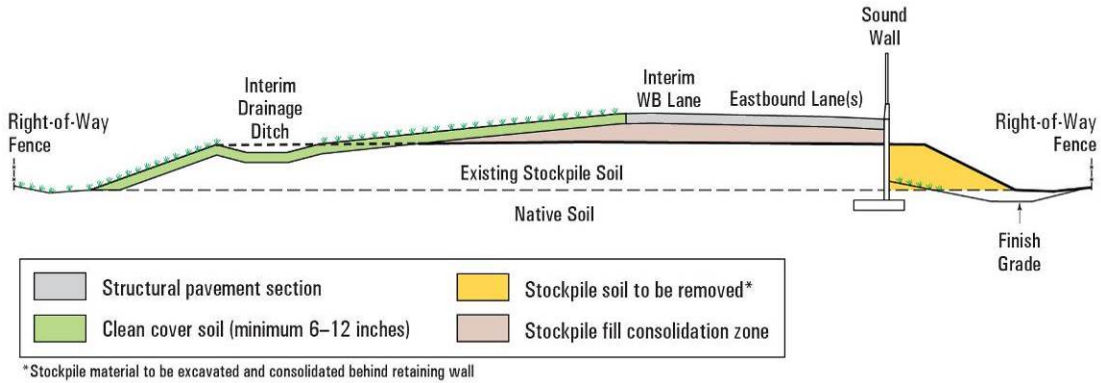 Sound
Wall
Interim
Drainage
Ditch
Interim
WB Lane
Eastbound Lane(s)
Right-of-Way
Fence
Right-of-Way
Fence
Existing Stockpile Soil
Native Soil
Finish
Grade
Structural pavement section
Stockpile soil to be removed*
Clean cover soil (minimum 6–12 inches)
Stockpile fill consolidation zone
*Stockpile material to be excavated and consolidated behind retaining wall